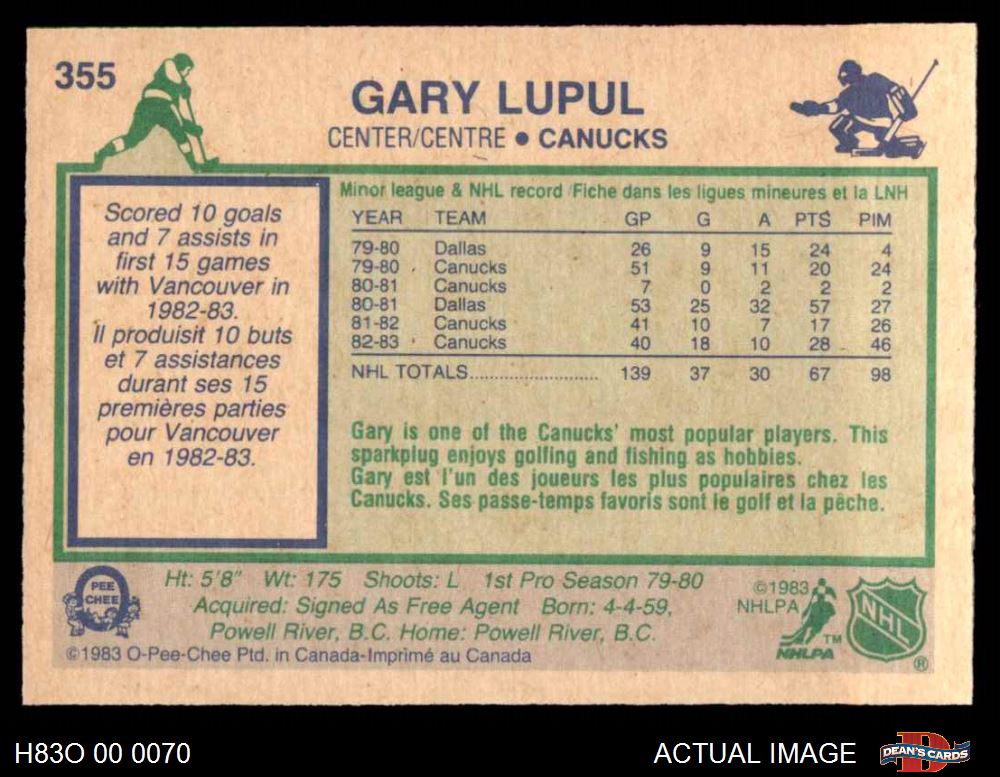 355
GARY LUPUL
CENTER/CENTRE • CANUCKS
Scored 10 goals
and 7 assists in
first 15 games
with Vancouver in
1982-83.
Il produisit 10 buts
et 7 assistances
durant ses 15
premières parties
pour Vancouver
en 1982-83.
Minor league & NHL record /Fiche dans les ligues mineures et la LNH
YEAR TEAM GP G A PTS PIM
79-80 Dallas 26 9 15 24 4
79-80 Canucks 51 9 11 20 24
80-81 Canucks 7 0 2 2 2
80-81 Dallas 53 25 32 57 27
81-82 Canucks 41 10 7 17 26
82-83 Canucks 40 18 10 28 46
NHL TOTALS............................ 139 37 30 67 98
Gary is one of the Canucks' most popular players. This
sparkplug enjoys golfing and fishing as hobbies.
Gary est l'un des joueurs les plus populaires chez les
Canucks. Ses passe-temps favoris sont le golf et la pêche.
PEE
CHEE
Ht: 5'8" Wt: 175 Shoots: L 1st Pro Season 79-80
Acquired: Signed As Free Agent Born: 4-4-59,
Powell River, B.C. Home: Powell River, B.C.
©1983 O-Pee-Chee Ptd. in Canada-Imprimé au Canada
©1983
NHLPA
TM
NHLPA
NHL
®
H83O 00 0070
ACTUAL IMAGE
DEAN'S CARDS